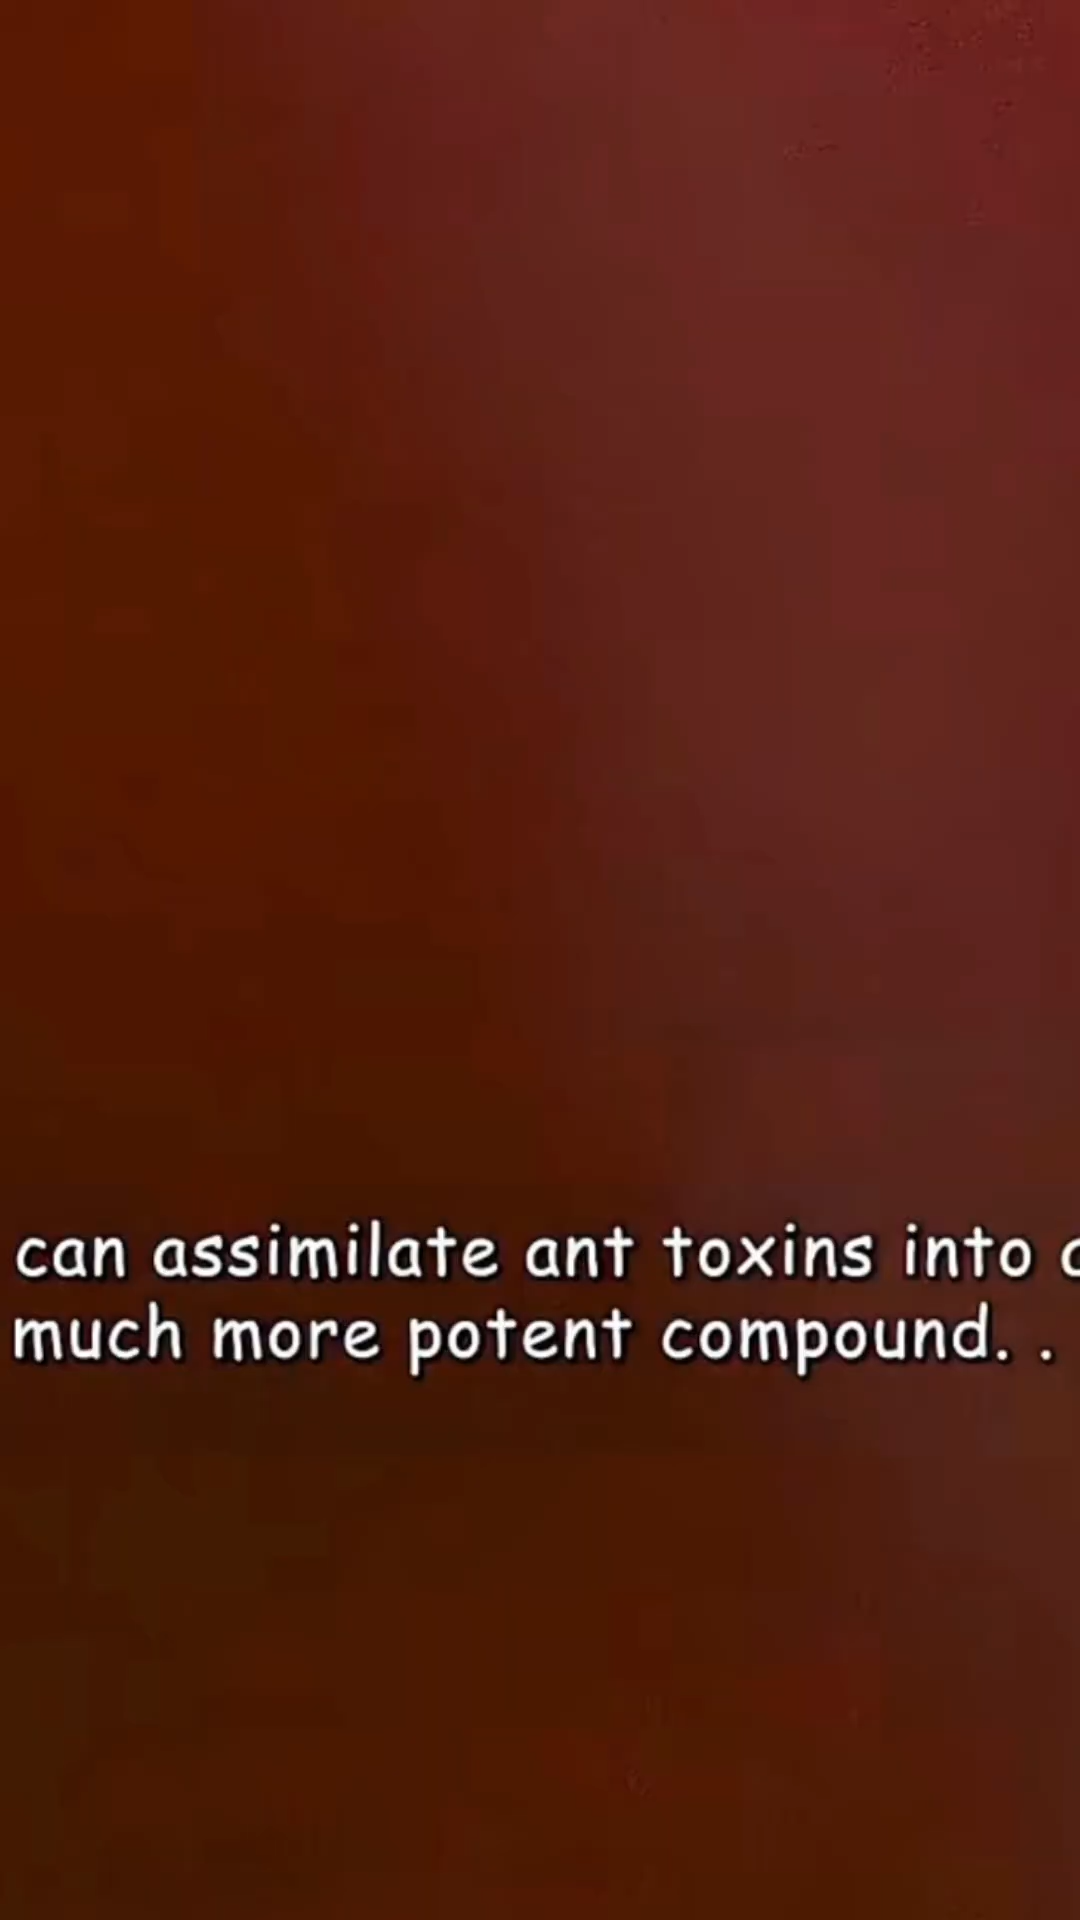 can assimilate ant toxins into
much more potent compound. .